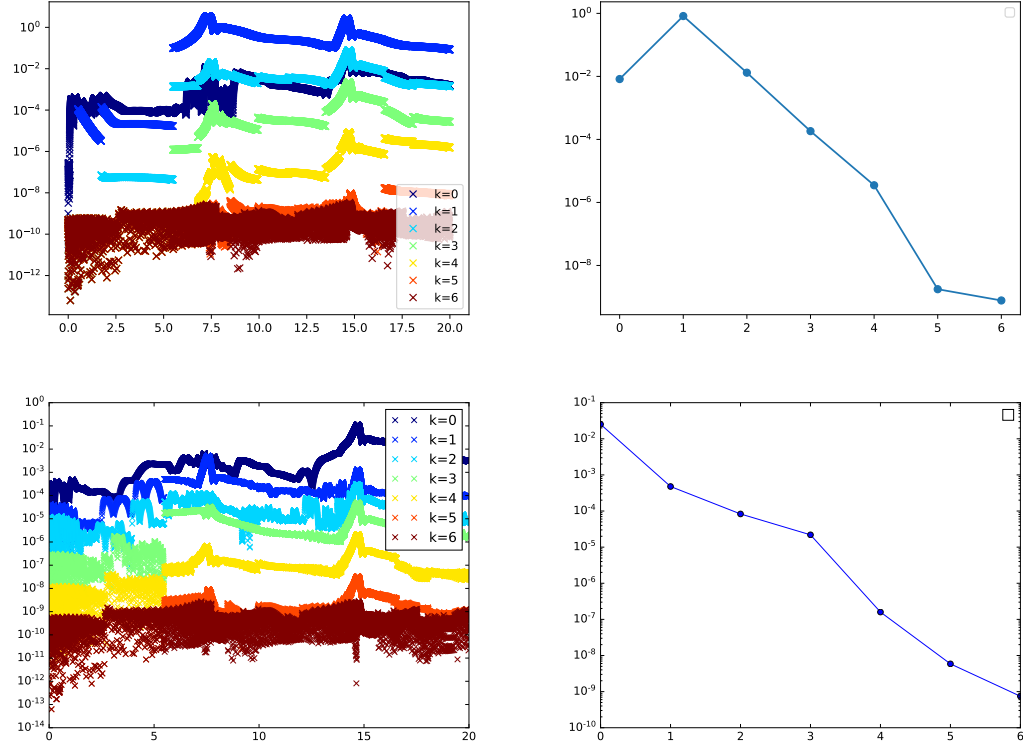 10⁰
10⁻²
10⁻⁴
10⁻⁶
10⁻⁸
10⁻¹⁰
10⁻¹²
0.0 2.5 5.0 7.5 10.0 12.5 15.0 17.5 20.0
k=0
k=1
k=2
k=3
k=4
k=5
k=6
10⁰
10⁻²
10⁻⁴
10⁻⁶
10⁻⁸
0 1 2 3 4 5 6
10⁰
10⁻¹
10⁻²
10⁻³
10⁻⁴
10⁻⁵
10⁻⁶
10⁻⁷
10⁻⁸
10⁻⁹
10⁻¹⁰
10⁻¹¹
10⁻¹²
10⁻¹³
10⁻¹⁴
0 5 10 15 20
k=0
k=1
k=2
k=3
k=4
k=5
k=6
10⁻¹
10⁻²
10⁻³
10⁻⁴
10⁻⁵
10⁻⁶
10⁻⁷
10⁻⁸
10⁻⁹
10⁻¹⁰
0 1 2 3 4 5 6